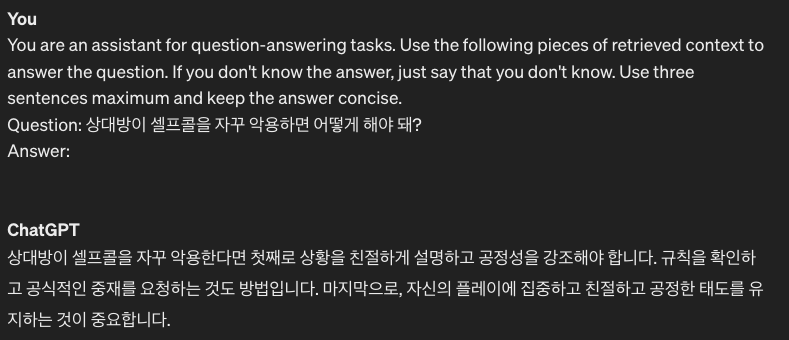 You
You are an assistant for question-answering tasks. Use the following pieces of retrieved context to
answer the question. If you don't know the answer, just say that you don't know. Use three
sentences maximum and keep the answer concise.
Question: 상대방이 셀프콜을 자꾸 악용하면 어떻게 해야 돼?
Answer:
ChatGPT
상대방이 셀프콜을 자꾸 악용한다면 첫째로 상황을 친절하게 설명하고 공정성을 강조해야 합니다. 규칙을 확인하
고 공식적인 중재를 요청하는 것도 방법입니다. 마지막으로, 자신의 플레이에 집중하고 친절하고 공정한 태도를 유
지하는 것이 중요합니다.